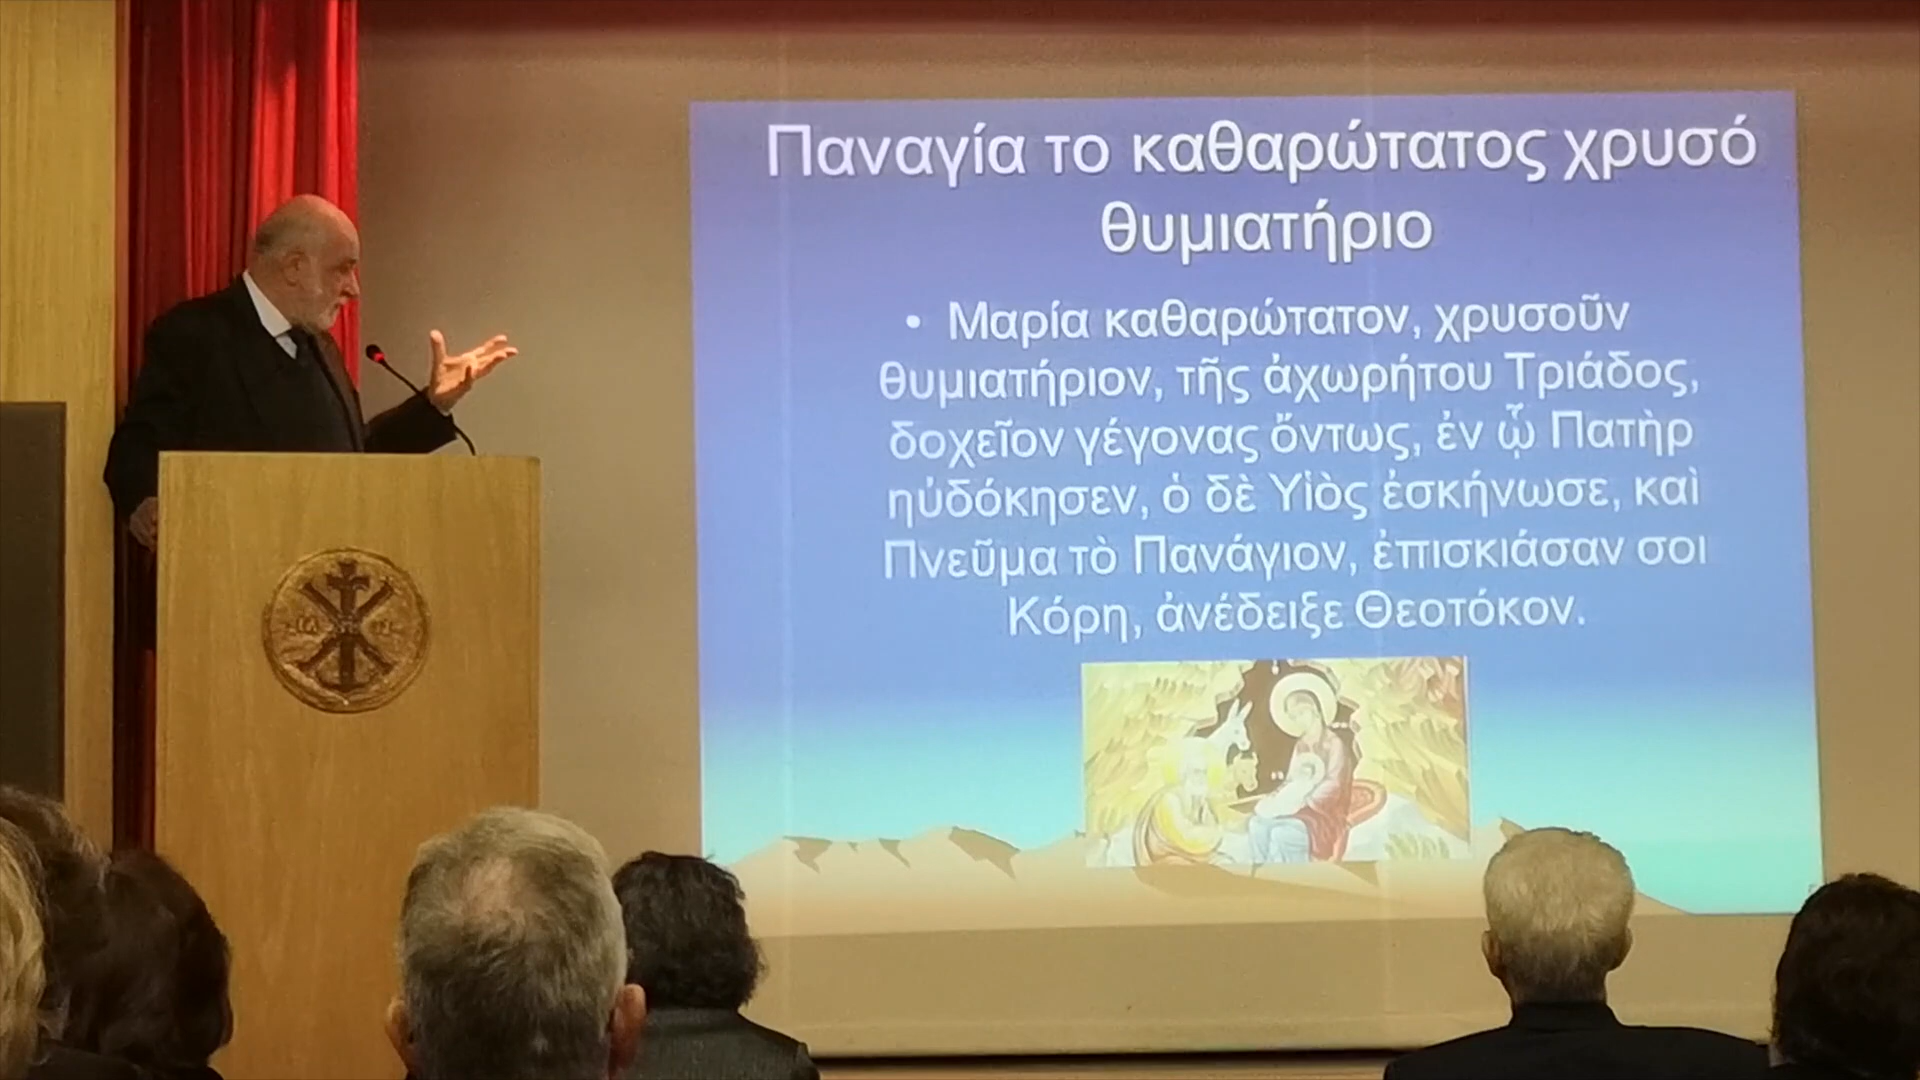 Παναγία το καθαρώτατος χρυσό
θυμιατήριο
• Μαρία καθαρώτατον, χρυσοῦν
θυμιατήριον, τῆς ἀχωρήτου Τριάδος,
δοχεῖον γέγονας ὄντως, ἐν ᾧ Πατὴρ
ηὐδόκησεν, ὁ δὲ Υἱὸς ἐσκήνωσε, καὶ
Πνεῦμα τὸ Πανάγιον, ἐπισκιάσαν σοι
Κόρη, ἀνέδειξε Θεοτόκον.